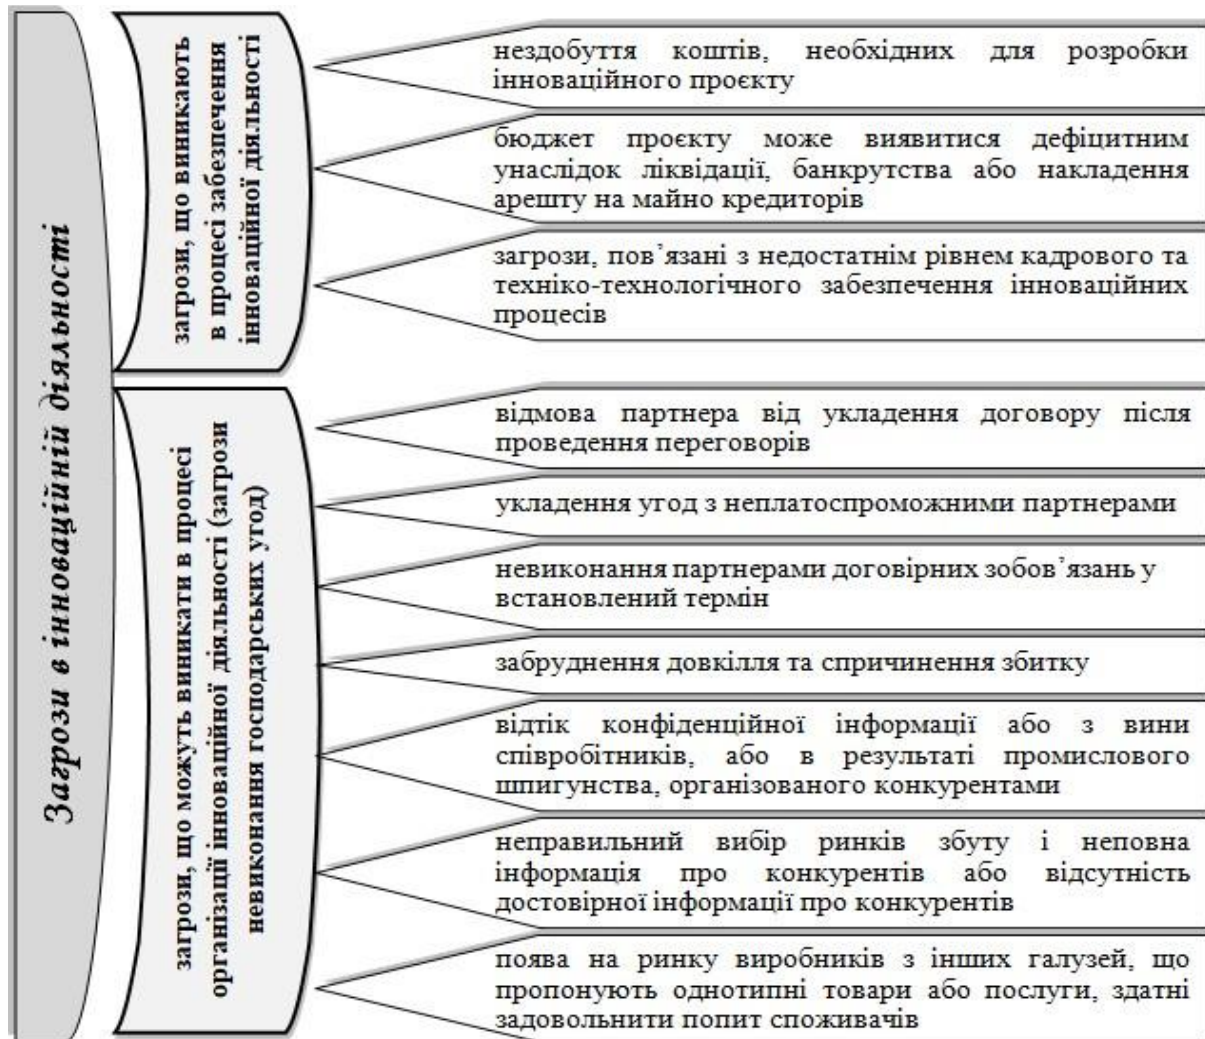 Загрози в інноваційній діяльності
загрози, що виникають
в процесі забезпечення
інноваційної діяльності
нездобуття коштів, необхідних для розробки
інноваційного проєкту
бюджет проєкту може виявитися дефіцитним
унаслідок ліквідації, банкрутства або накладення
арешту на майно кредиторів
загрози, пов’язані з недостатнім рівнем кадрового та
техніко-технологічного забезпечення інноваційних
процесів
загрози, що можуть виникати в процесі
організації інноваційної діяльності (загрози
невиконання господарських угод)
відмова партнера від укладення договору після
проведення переговорів
укладення угод з неплатоспроможними партнерами
невиконання партнерами договірних зобов’язань у
встановлений термін
забруднення довкілля та спричинення збитку
відтік конфіденційної інформації або з вини
співробітників, або в результаті промислового
шпигунства, організованого конкурентами
неправильний вибір ринків збуту і неповна
інформація про конкурентів або відсутність
достовірної інформації про конкурентів
поява на ринку виробників з інших галузей, що
пропонують однотипні товари або послуги, здатні
задовольнити попит споживачів